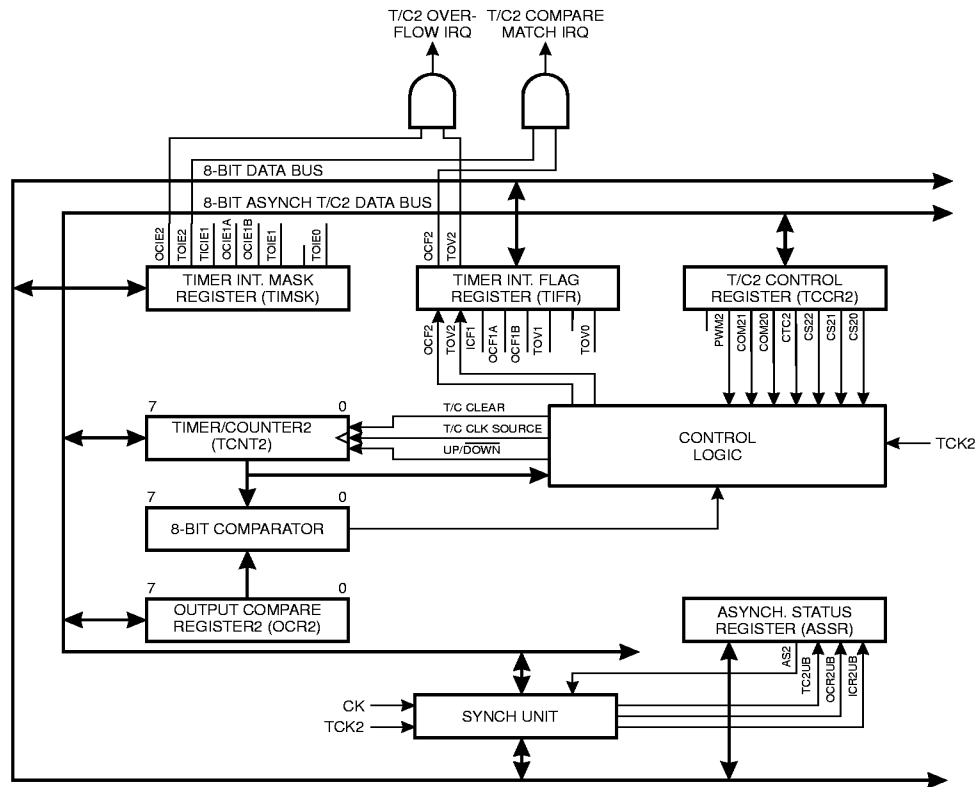 T/C2 OVER-
FLOW IRQ
T/C2 COMPARE
MATCH IRQ
8-BIT DATA BUS
8-BIT ASYNCH T/C2 DATA BUS
OCIE2
TOIE2
TICIE1
OCIE1A
OCIE1B
TOIE1
TOIE0
OCF2
TOV2
TIMER INT. MASK
REGISTER (TIMSK)
TIMER INT. FLAG
REGISTER (TIFR)
T/C2 CONTROL
REGISTER (TCCR2)
OCF2
TOV2
ICF1
OCF1A
OCF1B
TOV1
TOV0
PWM2
COM21
COM20
CTC2
CS22
CS21
CS20
7
0
TIMER/COUNTER2
(TCNT2)
T/C CLEAR
T/C CLK SOURCE
UP/DOWN
CONTROL
LOGIC
TCK2
7
0
8-BIT COMPARATOR
7
0
OUTPUT COMPARE
REGISTER2 (OCR2)
ASYNCH. STATUS
REGISTER (ASSR)
AS2
TC2UB
OCR2UB
ICR2UB
CK
TCK2
SYNCH UNIT